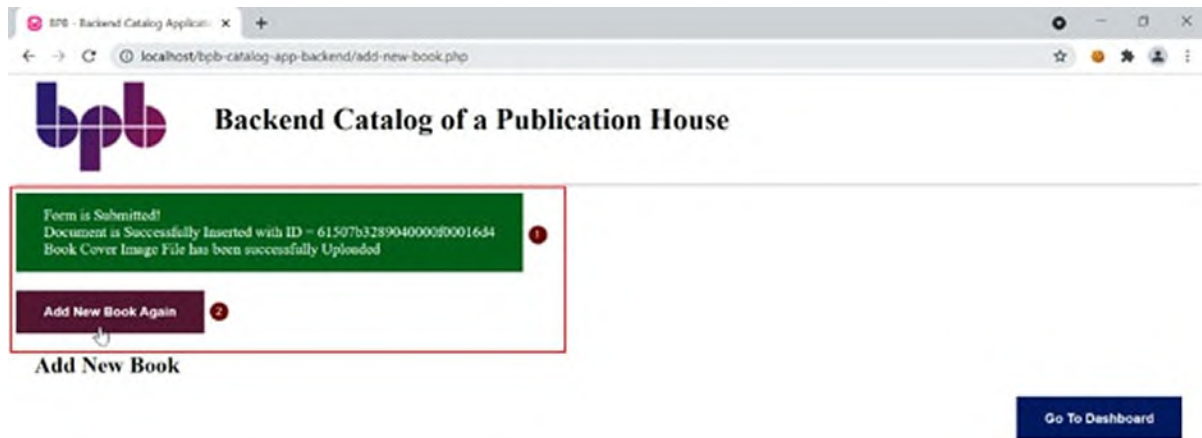 BPB - Backend Catalog Applicati
localhost/bpb-catalog-app-backend/add-new-book.php
bpb
Backend Catalog of a Publication House
Form is Submitted!
Document is Successfully Inserted with ID = 61507b3289040000f00016d4
Book Cover Image File has been successfully Uploaded
1
Add New Book Again
2
Add New Book
Go To Dashboard